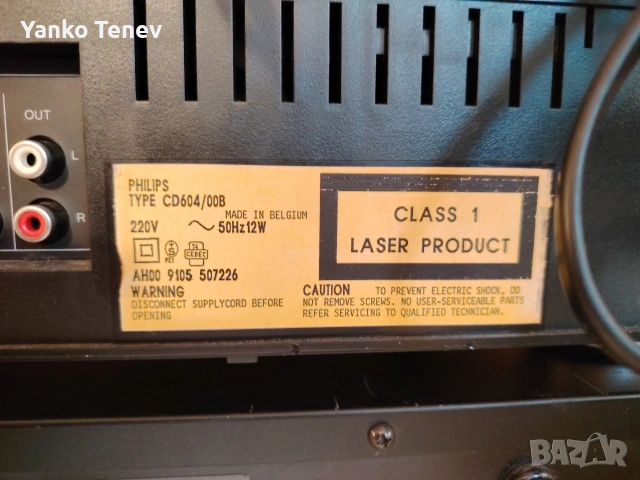 Yanko Tenev
OUT
L
R
PHILIPS
TYPE CD604/00B
MADE IN BELGIUM
220V ~ 50Hz12W
CEBEC
AH00 9105 507226
WARNING
DISCONNECT SUPPLYCORD BEFORE
OPENING
CLASS 1
LASER PRODUCT
CAUTION TO PREVENT ELECTRIC SHOCK, DO
NOT REMOVE SCREWS. NO USER-SERVICEABLE PARTS
REFER SERVICING TO QUALIFIED TECHNICIAN.
BAZAR